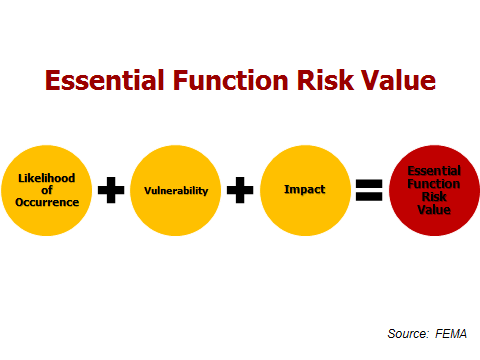 Essential Function Risk Value
Likelihood
of
Occurrence
+
Vulnerability
+
Impact
=
Essential
Function
Risk
Value
Source: FEMA